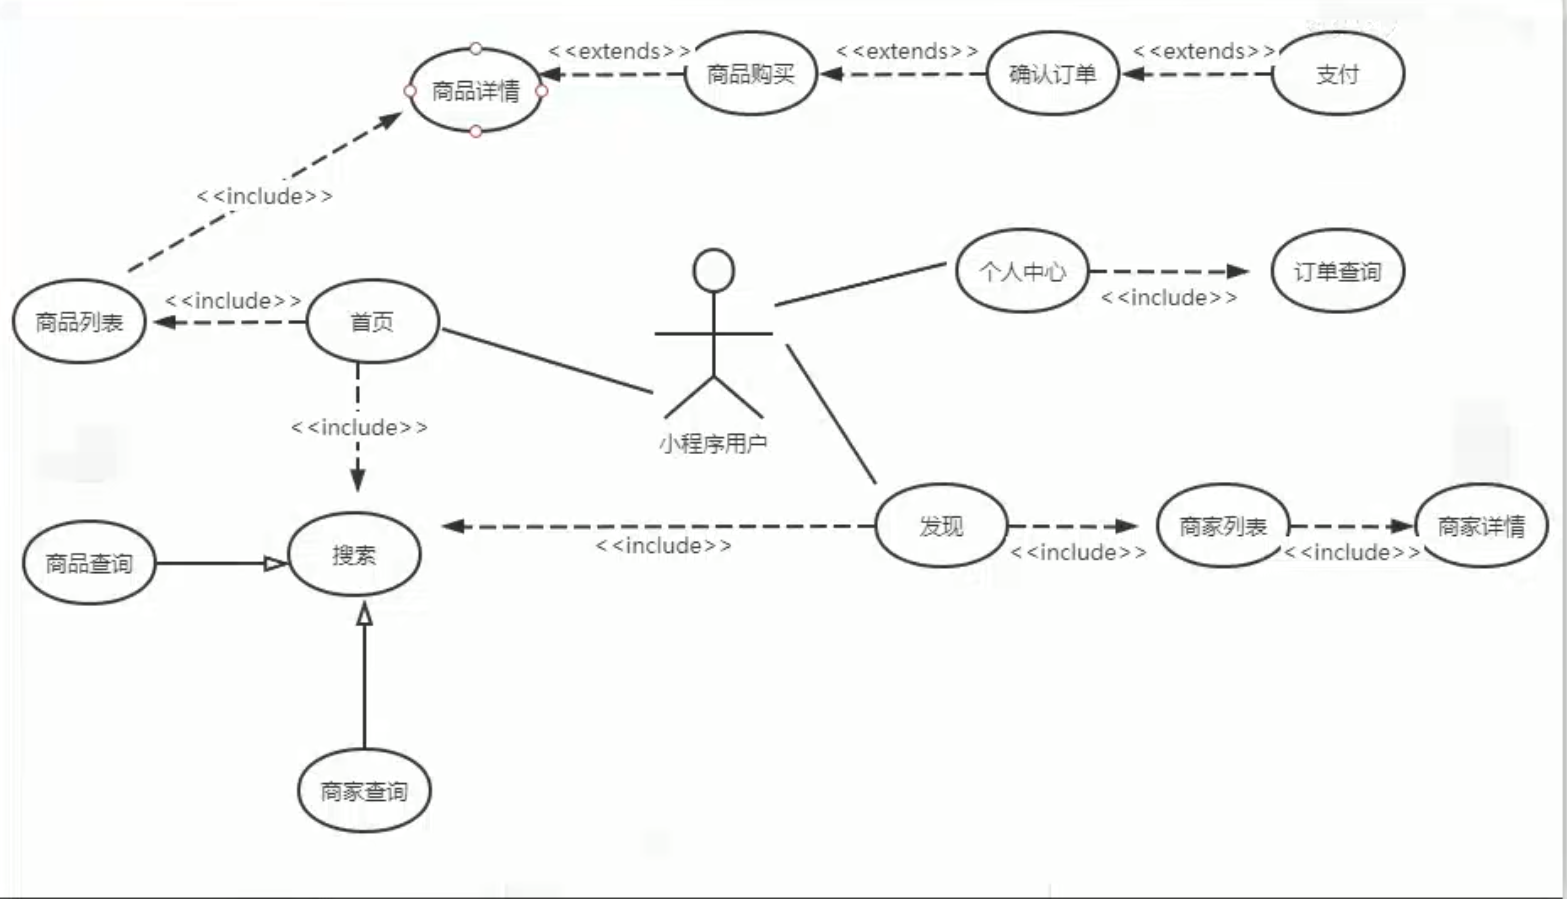 <<extends>>
<<extends>>
<<extends>>
商品详情
商品购买
确认订单
支付
<<include>>
个人中心
订单查询
<<include>>
商品列表
<<include>>
首页
<<include>>
小程序用户
商品查询
搜索
<<include>>
发现
<<include>>
商家列表
<<include>>
商家详情
商家查询